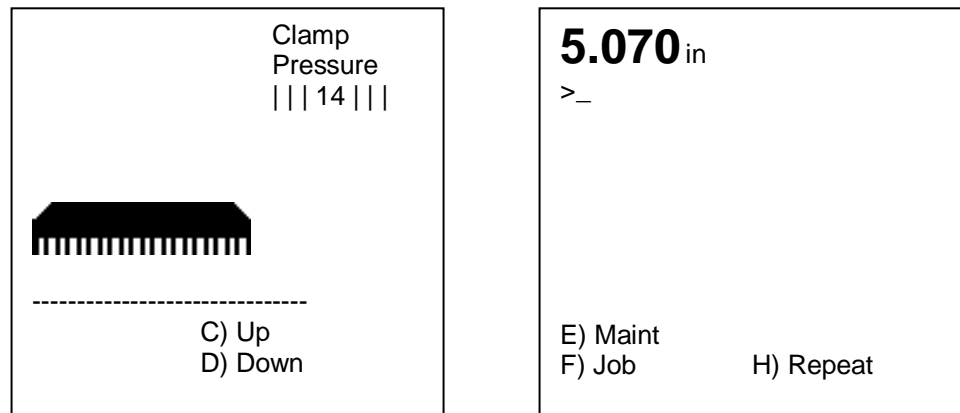 Clamp
Pressure
| | | 14 | | |
------------------------------
C) Up
D) Down
5.070 in
>_
E) Maint
F) Job H) Repeat